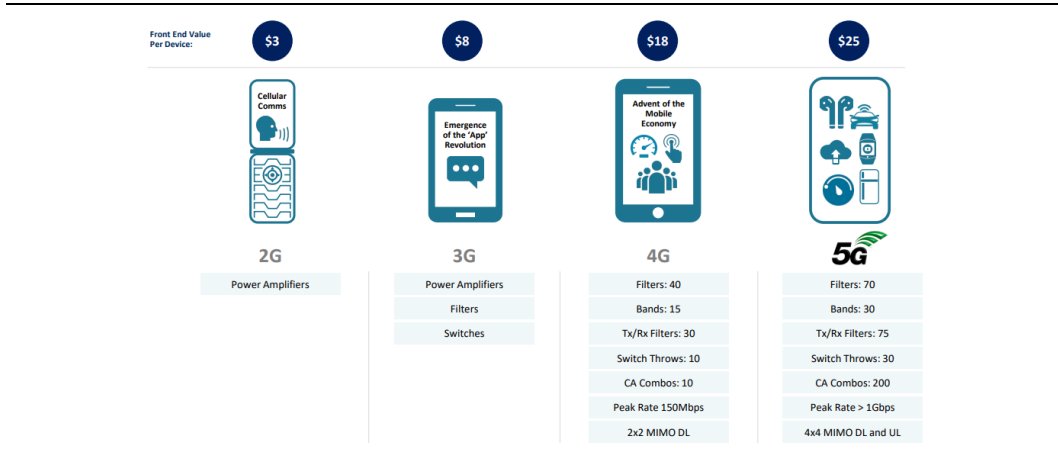 Front End Value
Per Device:
$3
$8
$18
$25
Cellular
Comms
Emergence
of the 'App'
Revolution
Advent of the
Mobile
Economy
2G
3G
4G
5G
Power Amplifiers
Power Amplifiers
Filters: 40
Filters: 70
Filters
Bands: 15
Bands: 30
Switches
Tx/Rx Filters: 30
Tx/Rx Filters: 75
Switch Throws: 10
Switch Throws: 30
CA Combos: 10
CA Combos: 200
Peak Rate 150Mbps
Peak Rate > 1Gbps
2x2 MIMO DL
4x4 MIMO DL and UL